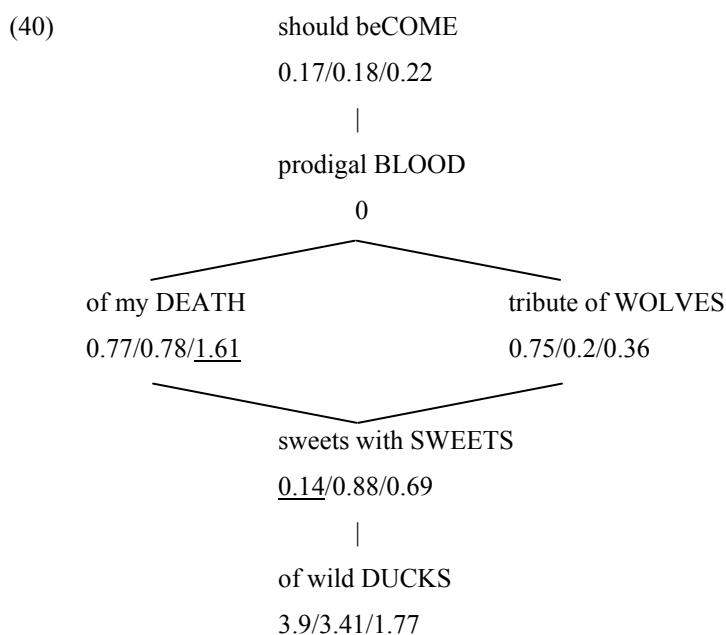 (40) should beCOME
0.17/0.18/0.22
prodigal BLOOD
0
of my DEATH tribute of WOLVES
0.77/0.78/1.61 0.75/0.2/0.36
sweets with SWEETS
0.14/0.88/0.69
of wild DUCKS
3.9/3.41/1.77